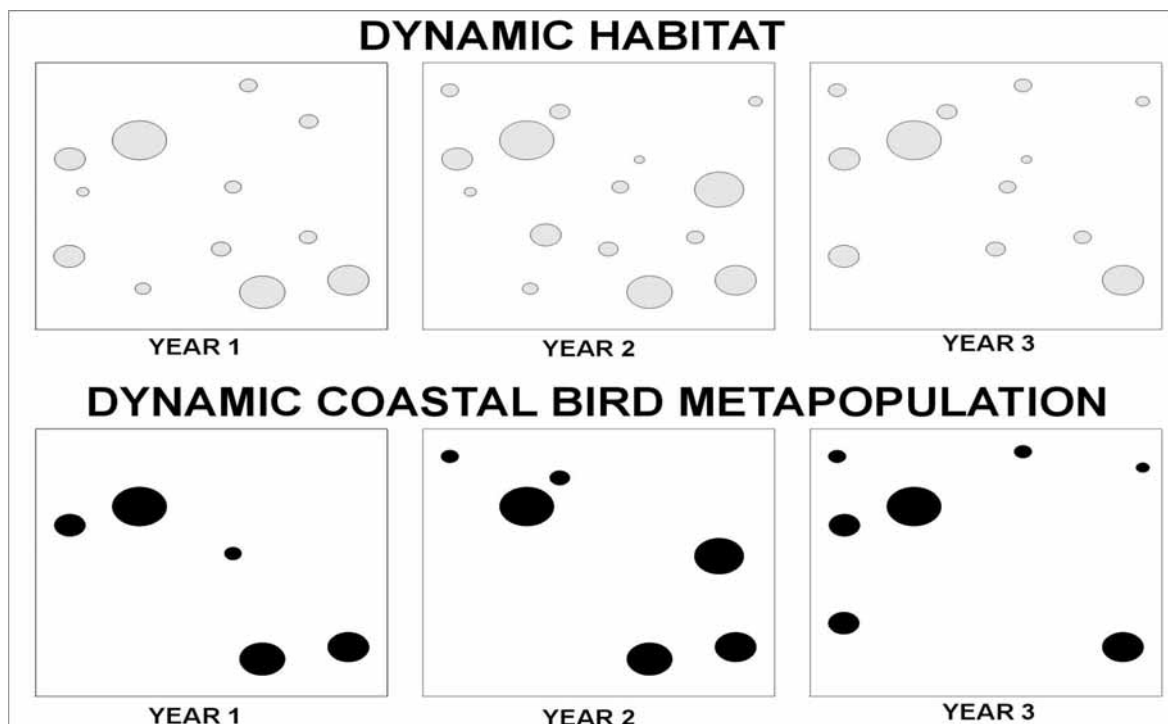 DYNAMIC HABITAT
YEAR 1
YEAR 2
YEAR 3
DYNAMIC COASTAL BIRD METAPOPULATION
YEAR 1
YEAR 2
YEAR 3